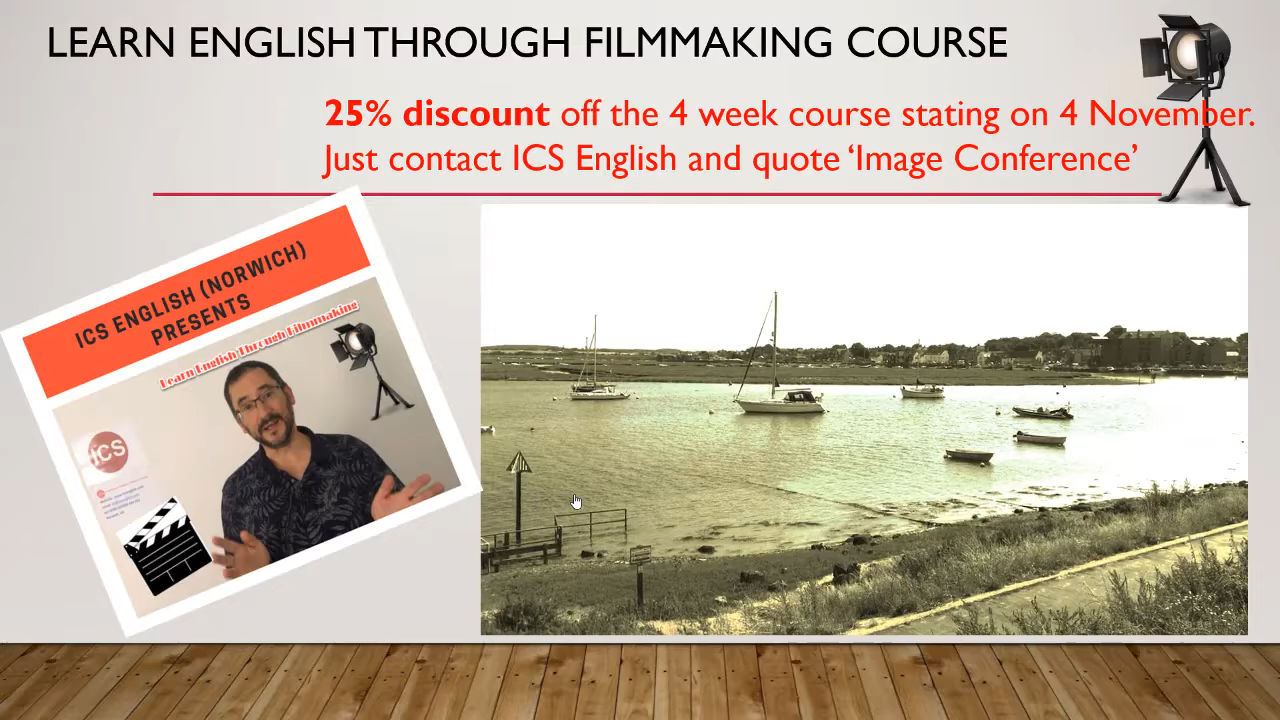 LEARN ENGLISH THROUGH FILMMAKING COURSE
25% discount off the 4 week course stating on 4 November.
Just contact ICS English and quote ‘Image Conference’
ICS ENGLISH (NORWICH)
PRESENTS
Learn English Through Filmmaking
ICS